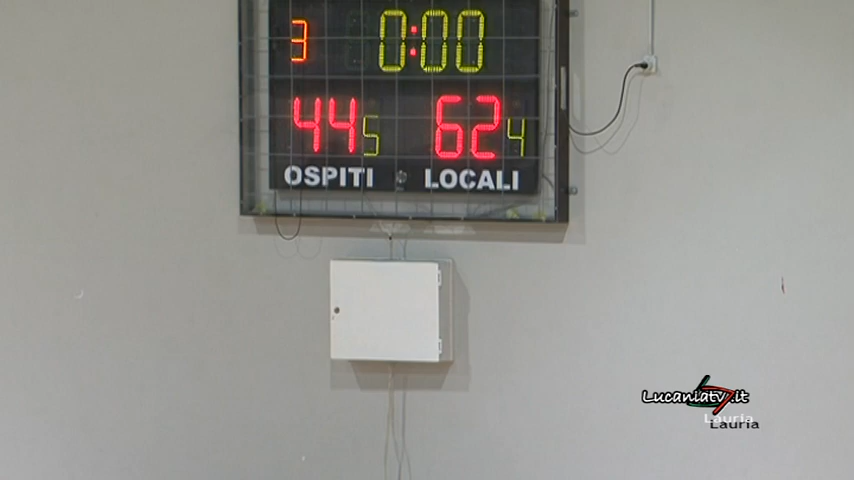 3 0:00
44 5 62 4
OSPITI LOCALI
Lucaniatv.it
Lauria